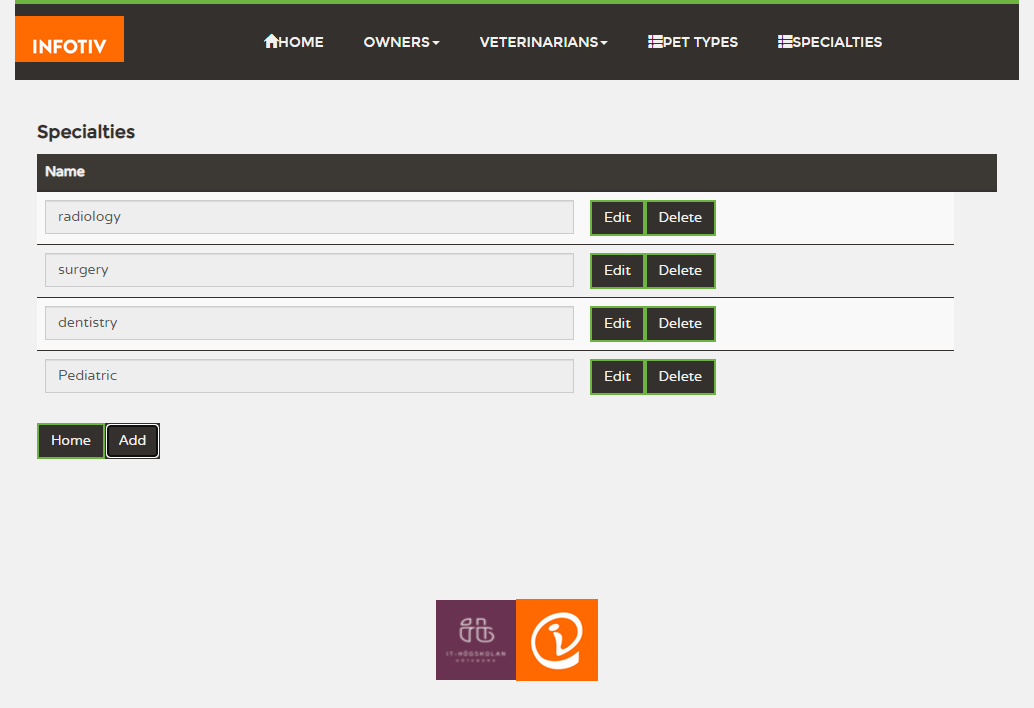 INFOTIV
HOME OWNERS VETERINARIANS PET TYPES SPECIALTIES
Specialties
Name
radiology Edit Delete
surgery Edit Delete
dentistry Edit Delete
Pediatric Edit Delete
Home Add
IT-HÖGSKOLAN
GÖTEBORG